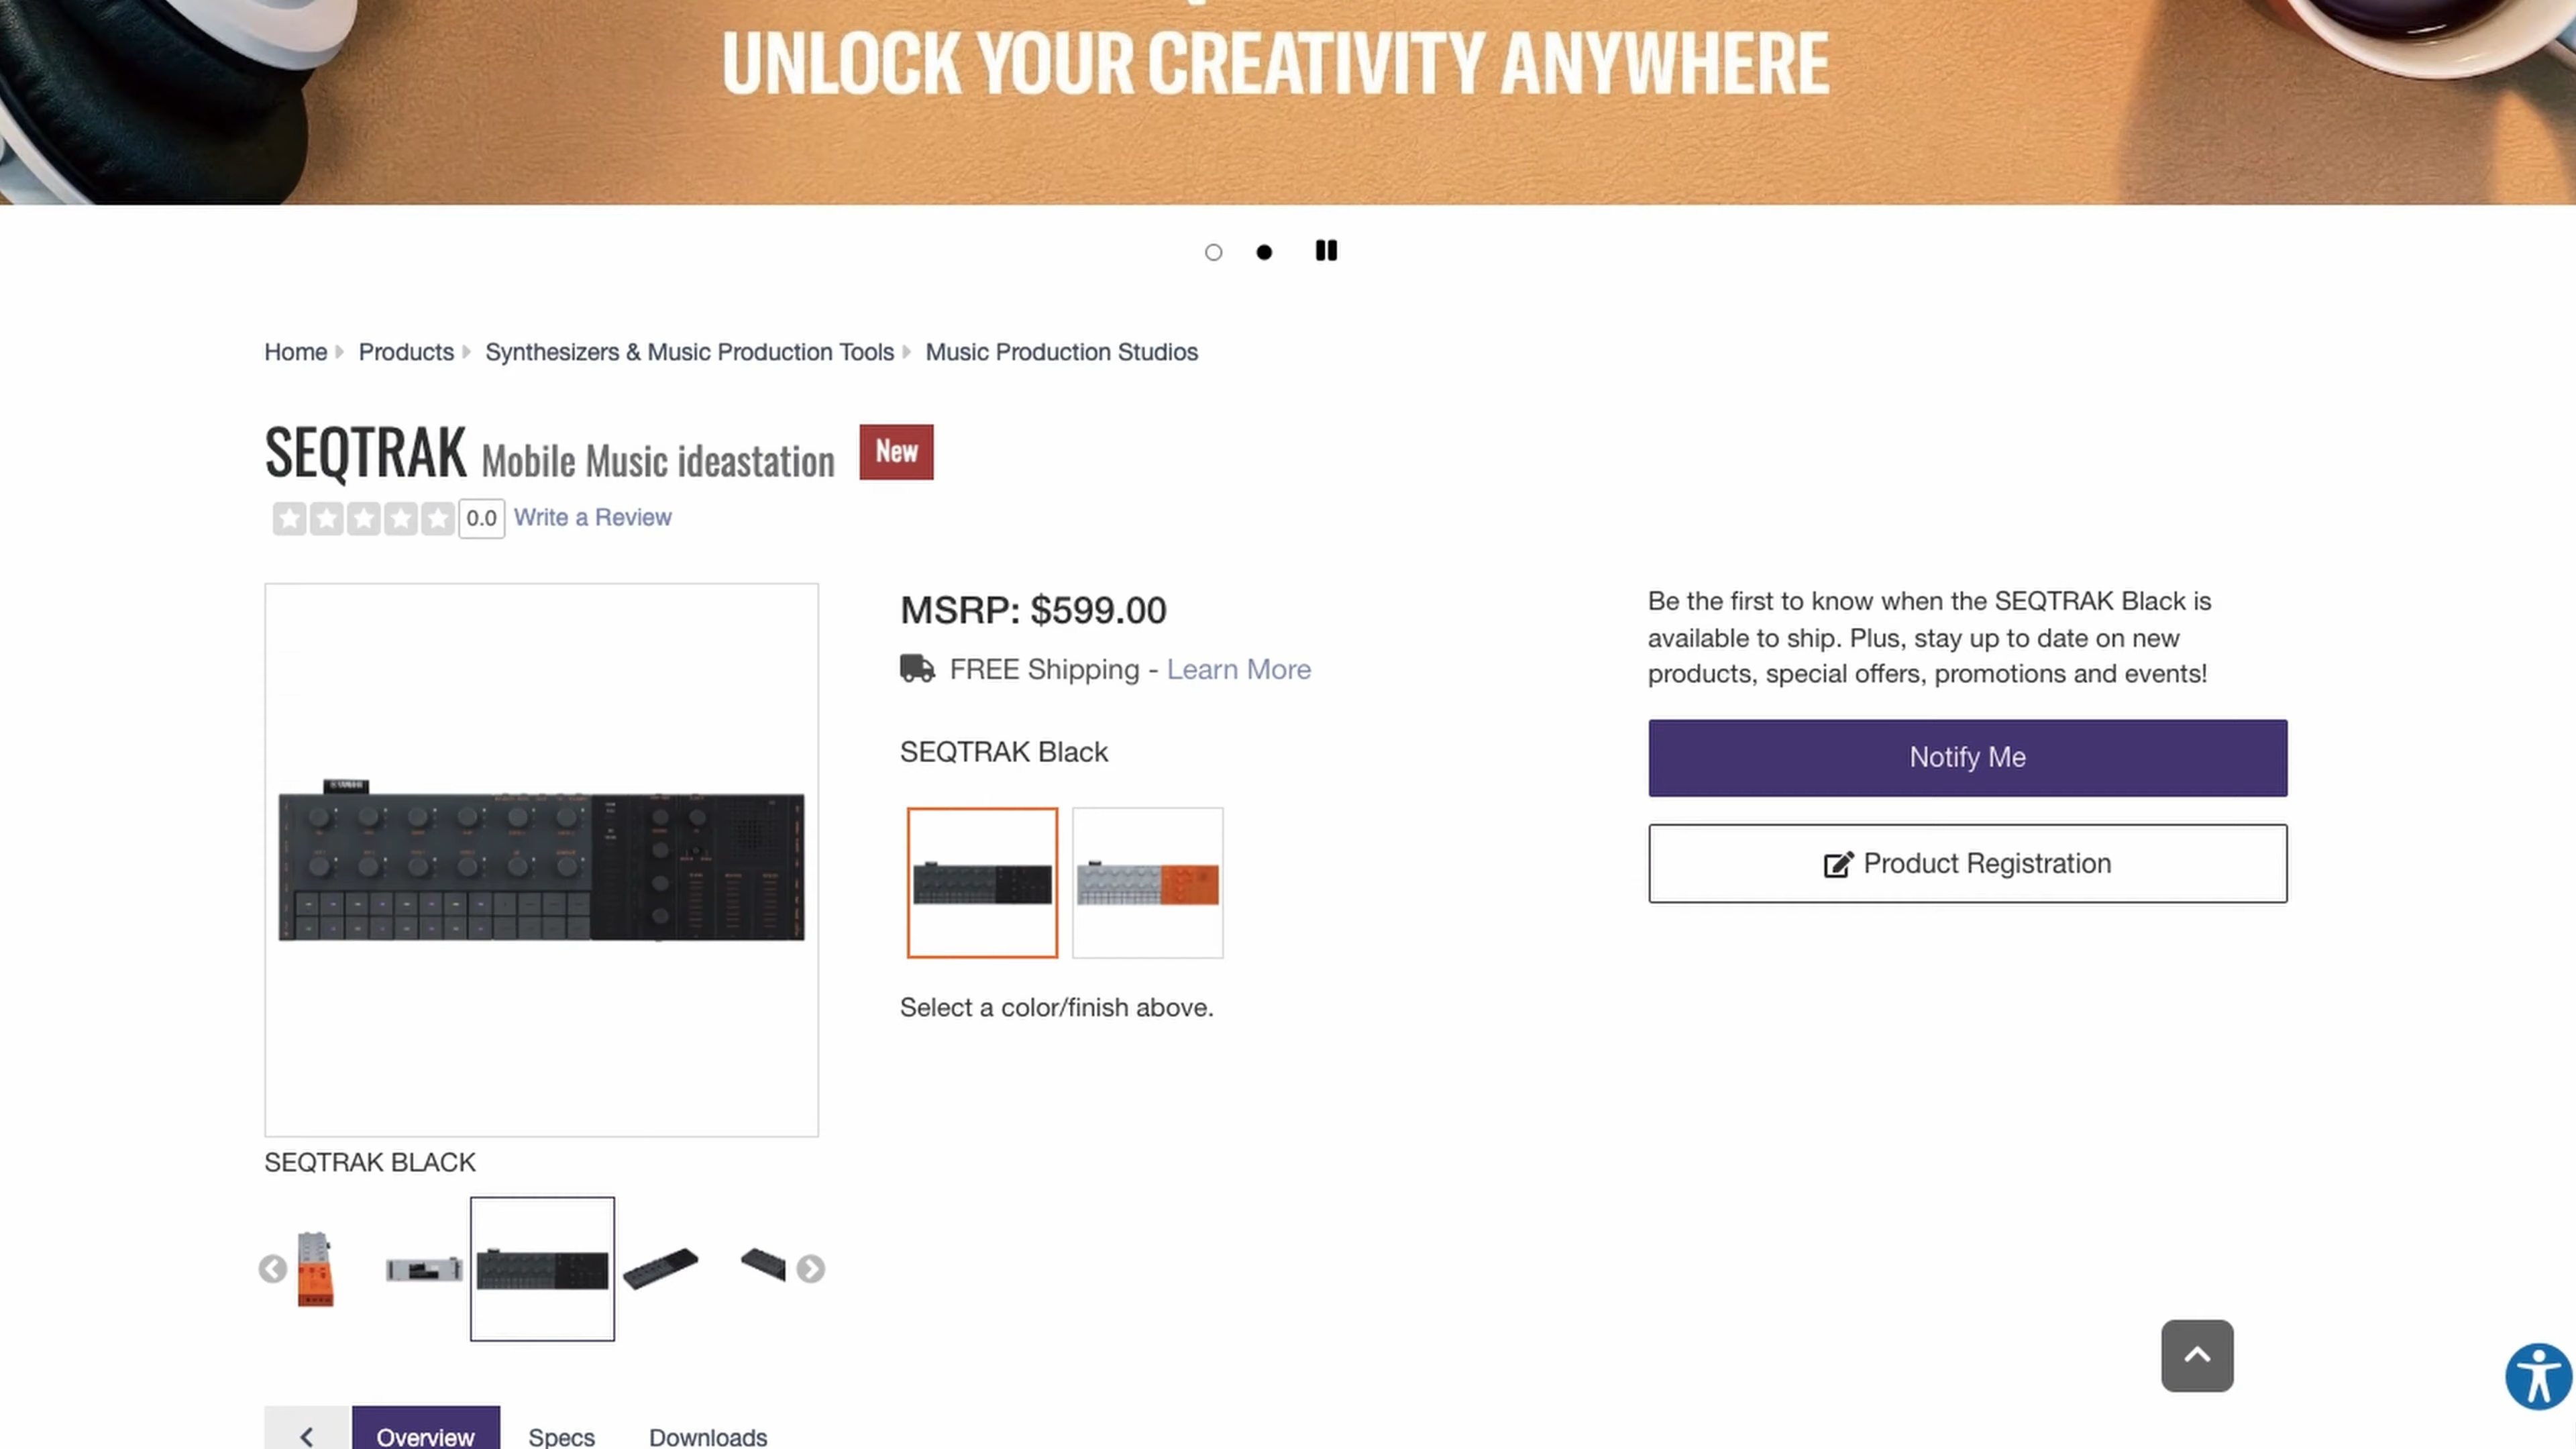 UNLOCK YOUR CREATIVITY ANYWHERE
Home Products Synthesizers & Music Production Tools Music Production Studios
SEQTRAK Mobile Music ideastation New
0.0 Write a Review
MSRP: $599.00
FREE Shipping - Learn More
SEQTRAK Black
Select a color/finish above.
Be the first to know when the SEQTRAK Black is
available to ship. Plus, stay up to date on new
products, special offers, promotions and events!
Notify Me
Product Registration
YAMAHA
SEQTRAK BLACK
Overview Specs Downloads